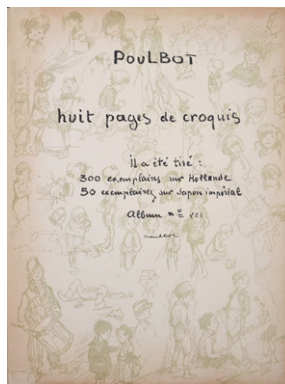 POULBOT
huit pages de croquis
il a été tiré :
300 exemplaires sur Hollande
50 exemplaires sur Japon impérial
Album n°